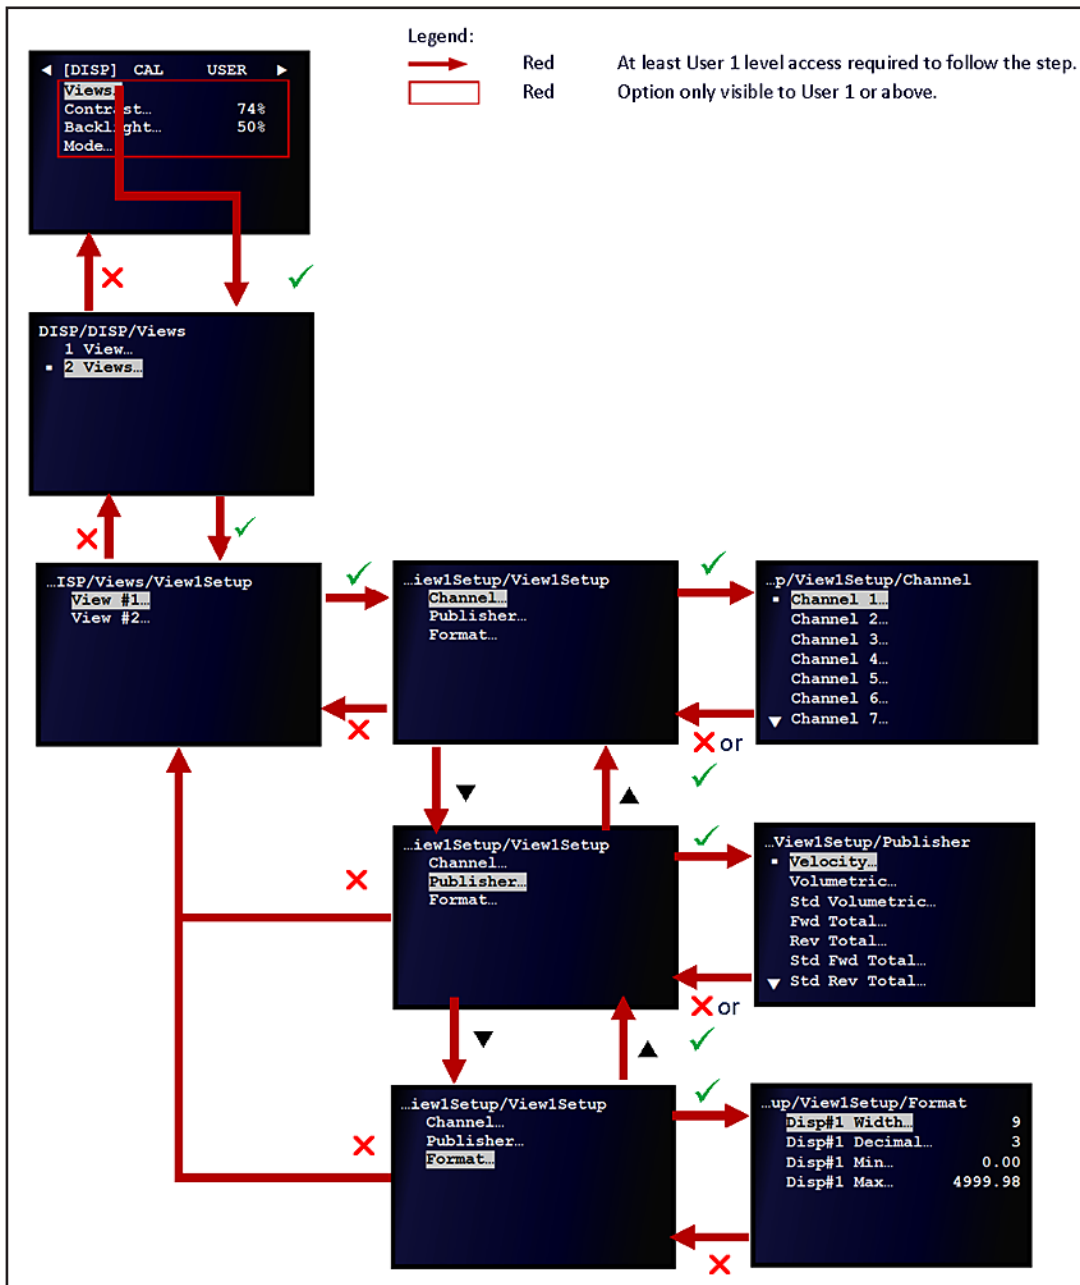 Legend:
Red At least User 1 level access required to follow the step.
Red Option only visible to User 1 or above.
◀ [DISP] CAL USER ▶
Views…
Contrast… 74%
Backlight… 50%
Mode…
DISP/DISP/Views
1 View…
▪ 2 Views…
…ISP/Views/View1Setup
View #1…
View #2…
…iew1Setup/View1Setup
Channel…
Publisher…
Format…
…p/View1Setup/Channel
▪ Channel 1…
Channel 2…
Channel 3…
Channel 4…
Channel 5…
Channel 6…
▼ Channel 7…
or
▼
▲
…iew1Setup/View1Setup
Channel…
Publisher…
Format…
…View1Setup/Publisher
▪ Velocity…
Volumetric…
Std Volumetric…
Fwd Total…
Rev Total…
Std Fwd Total…
▼ Std Rev Total…
or
▼
▲
…iew1Setup/View1Setup
Channel…
Publisher…
Format…
…up/View1Setup/Format
Disp#1 Width… 9
Disp#1 Decimal… 3
Disp#1 Min… 0.00
Disp#1 Max… 4999.98